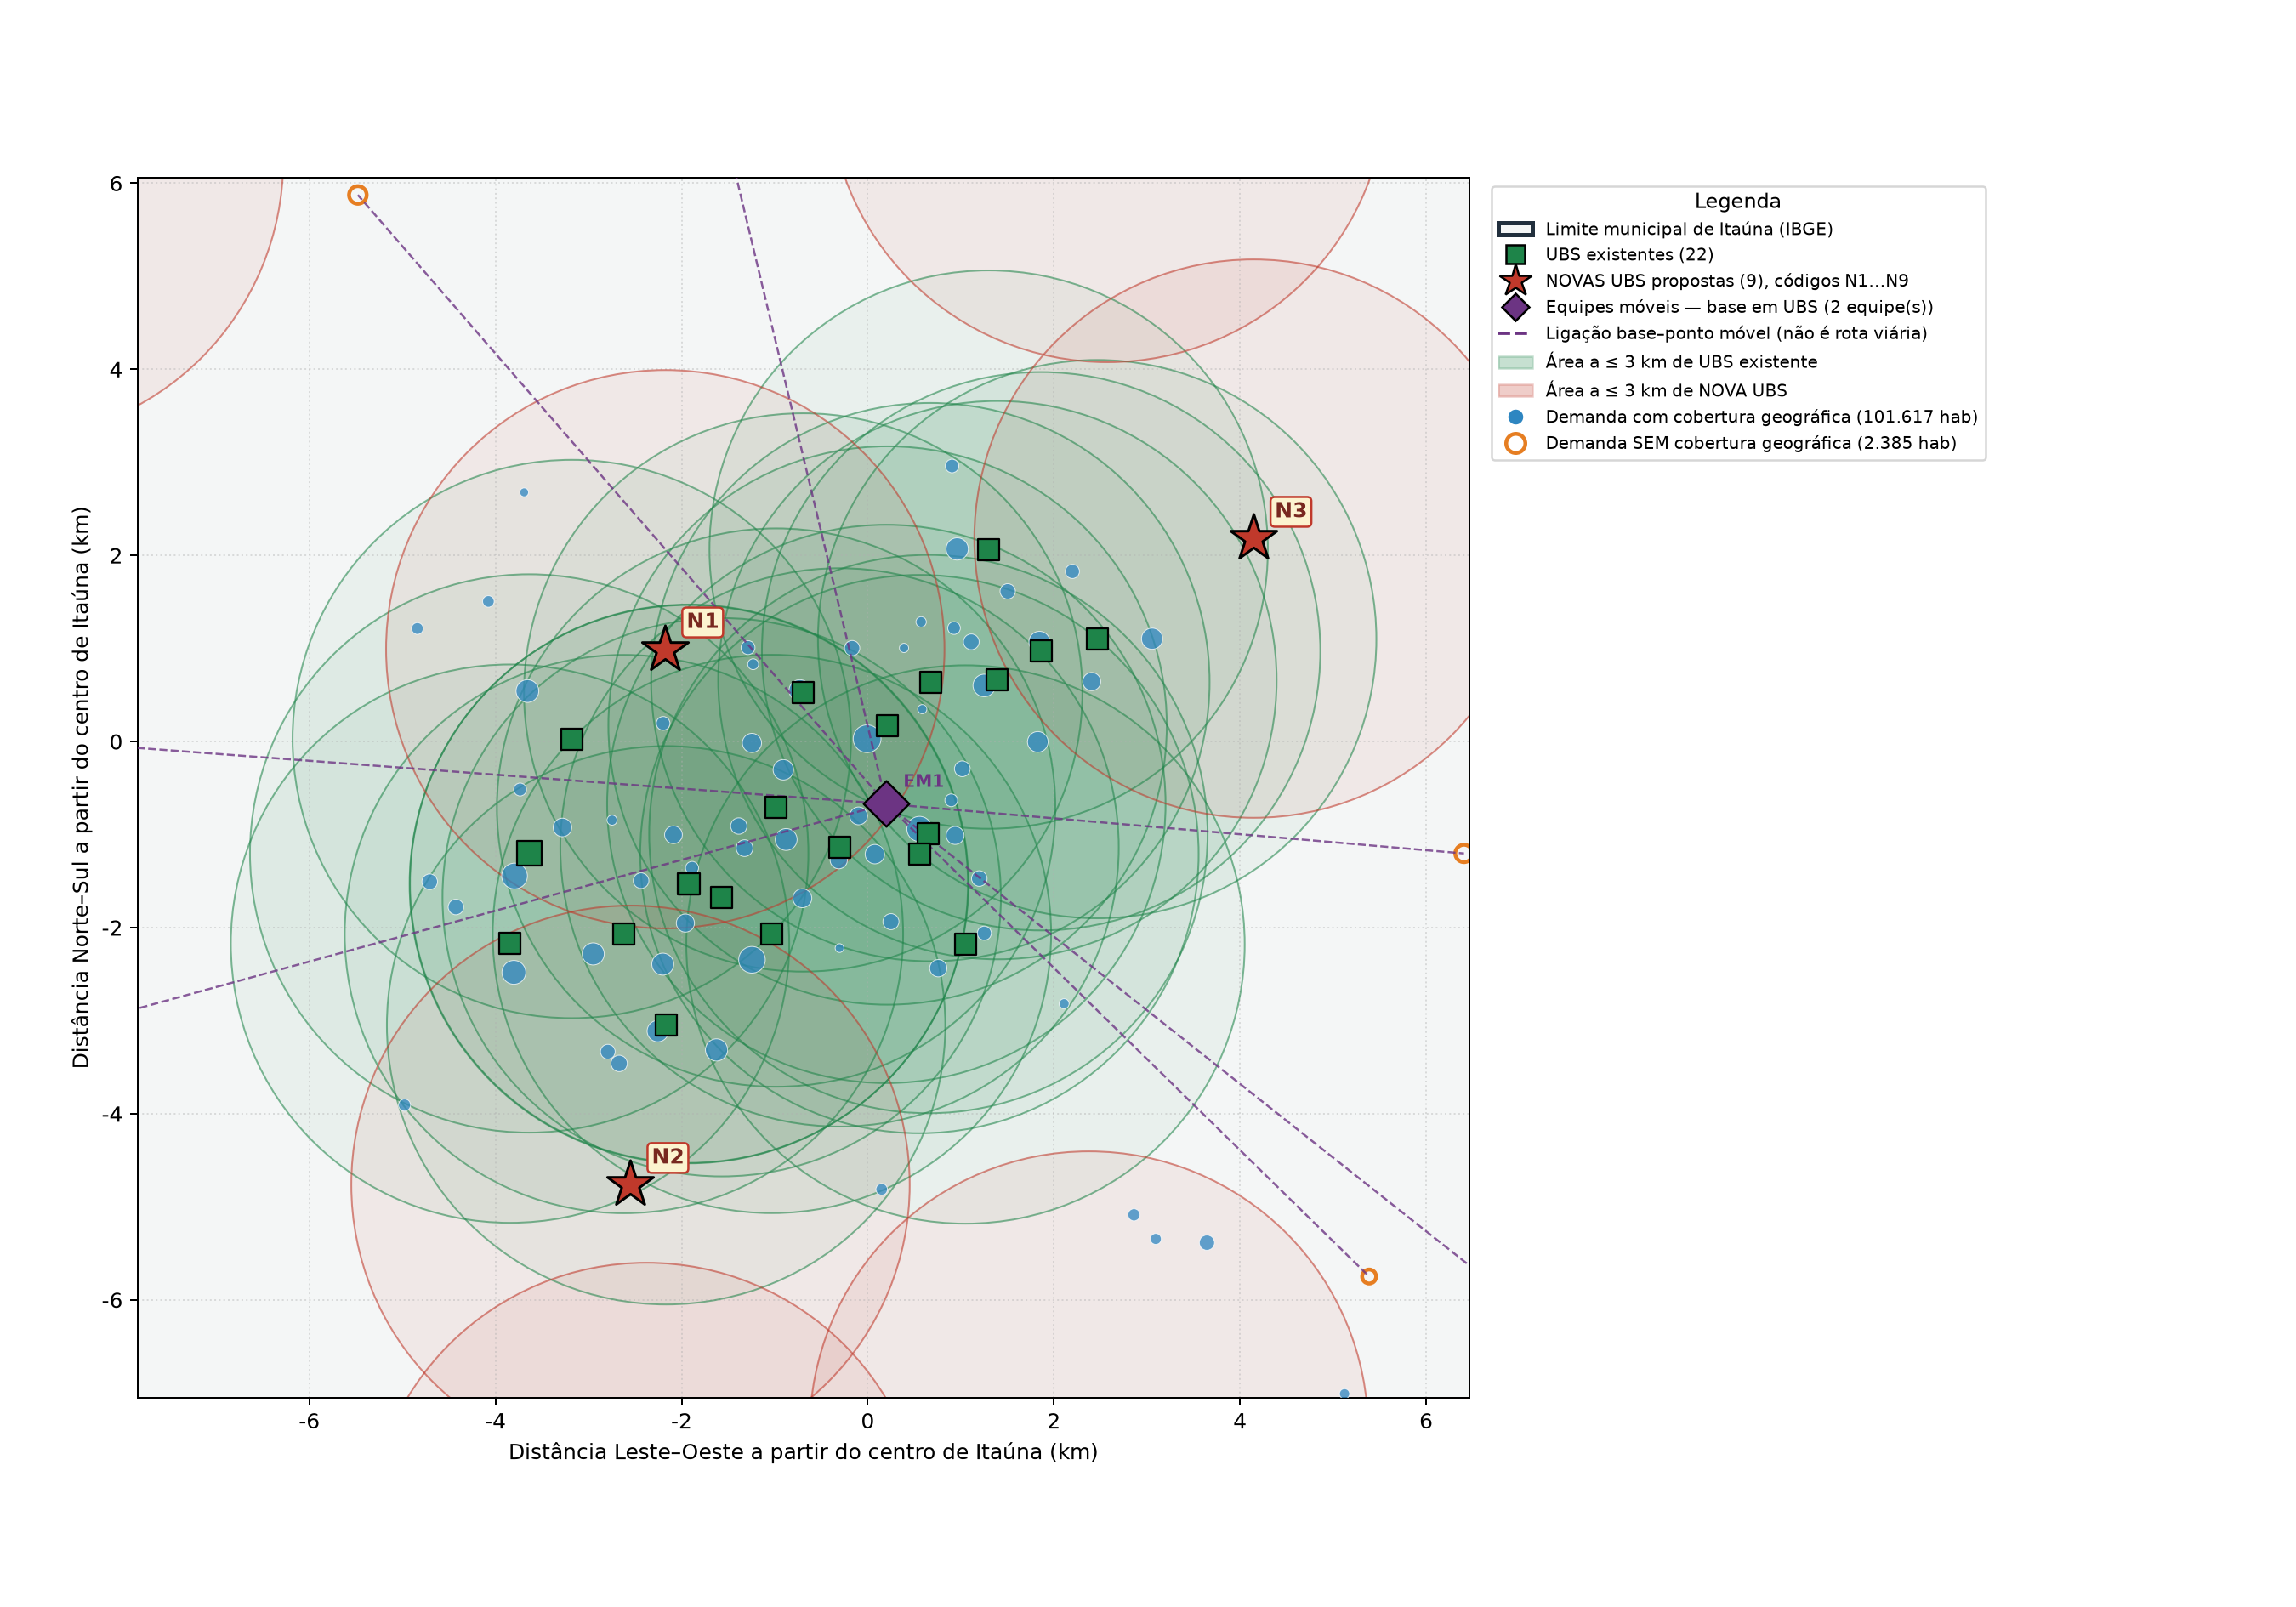 Legenda
Limite municipal de Itaúna (IBGE)
UBS existentes (22)
NOVAS UBS propostas (9), códigos N1...N9
Equipes móveis — base em UBS (2 equipe(s))
Ligação base–ponto móvel (não é rota viária)
Área a ≤ 3 km de UBS existente
Área a ≤ 3 km de NOVA UBS
Demanda com cobertura geográfica (101.617 hab)
Demanda SEM cobertura geográfica (2.385 hab)
6
4
2
0
-2
-4
-6
Distância Norte–Sul a partir do centro de Itaúna (km)
N3
N1
EM1
N2
-6
-4
-2
0
2
4
6
Distância Leste–Oeste a partir do centro de Itaúna (km)